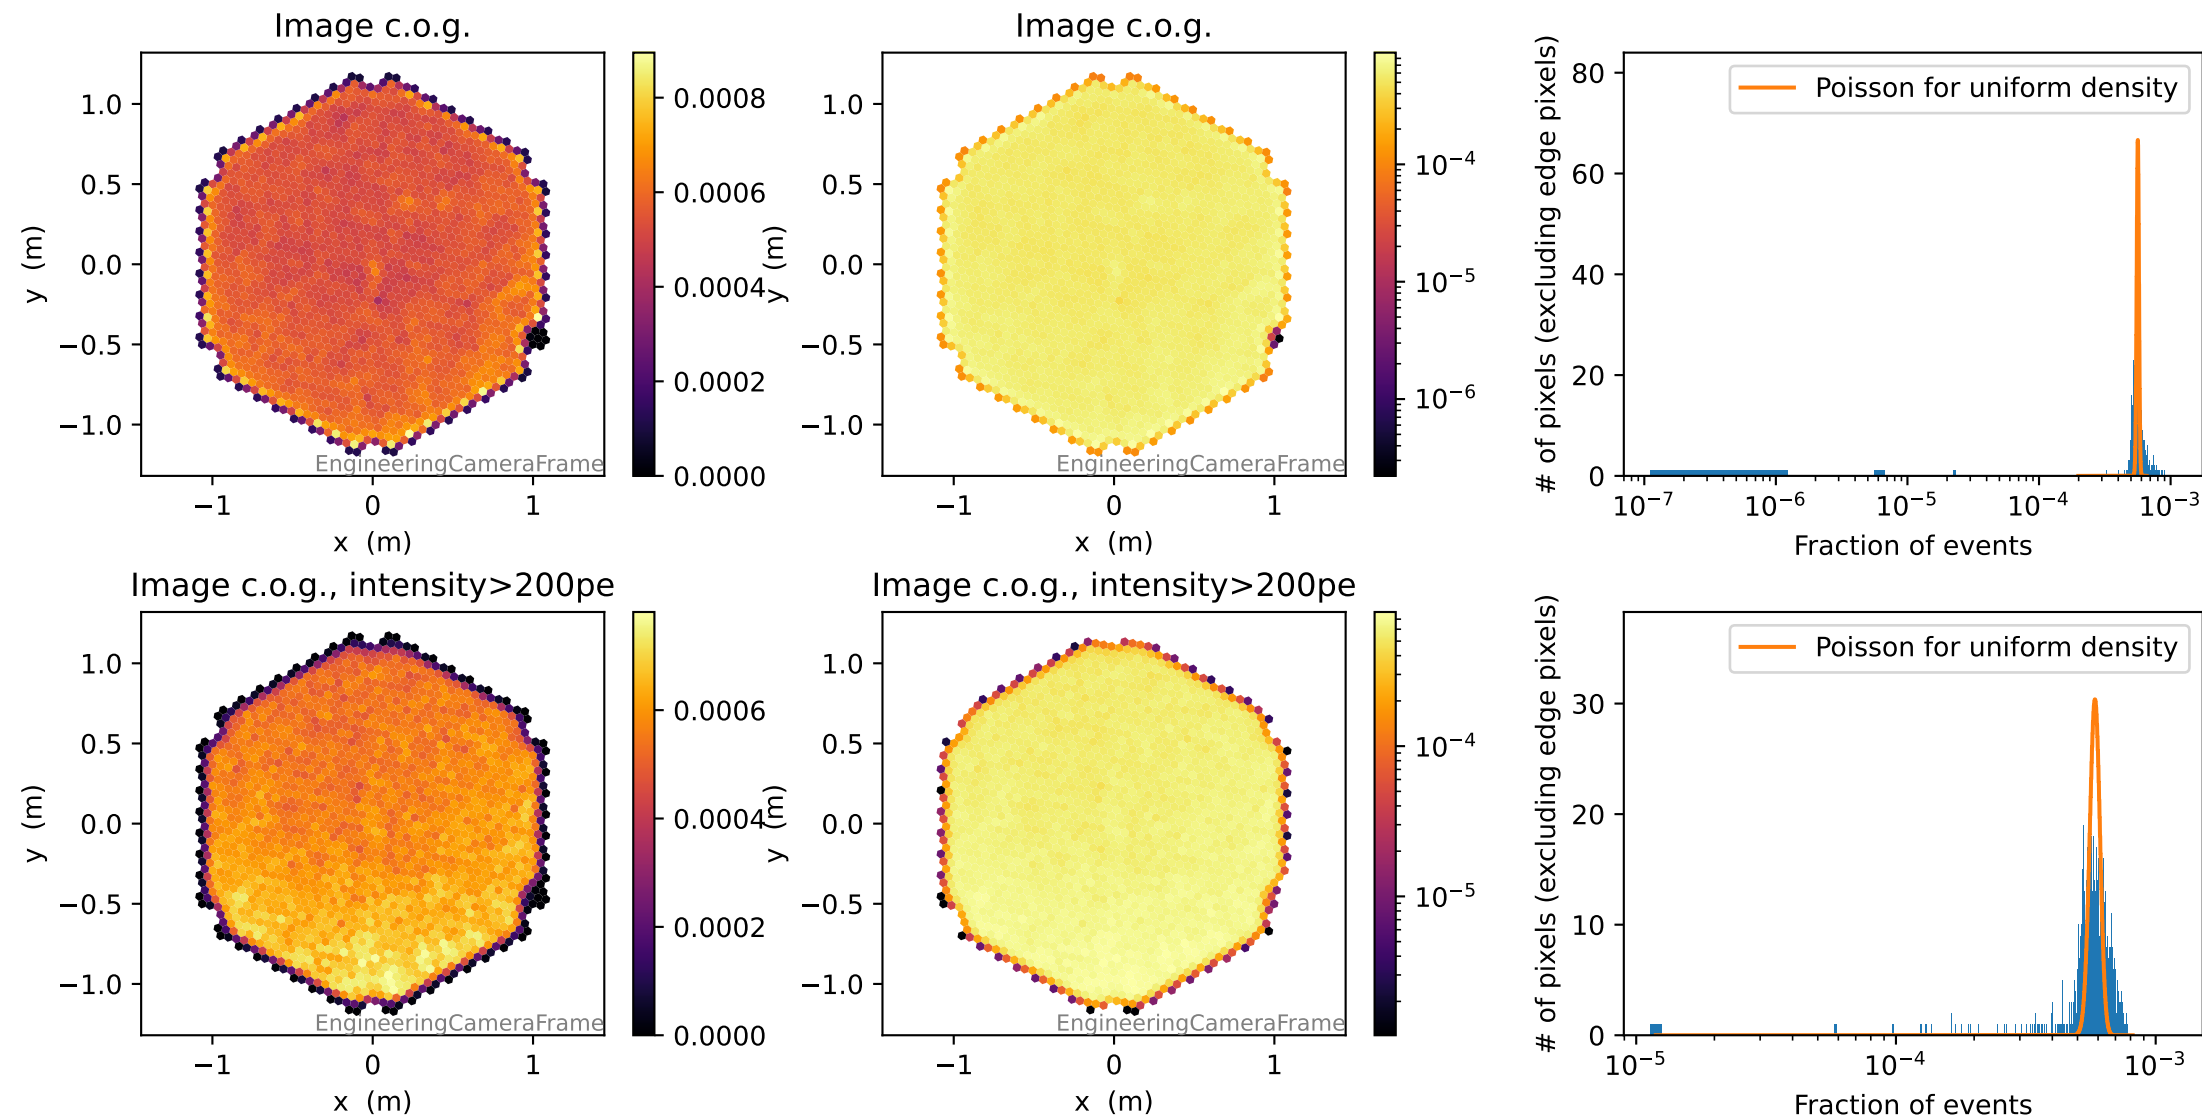 Image c.o.g.
1.0
0.5
0.0
−0.5
−1.0
y (m)
−1 0 1
x (m)
EngineeringCameraFrame
0.0008
0.0006
0.0004
0.0002
0.0000
Image c.o.g.
1.0
0.5
0.0
−0.5
−1.0
y (m)
−1 0 1
x (m)
EngineeringCameraFrame
10−4
10−5
10−6
# of pixels (excluding edge pixels)
80
60
40
20
0
Poisson for uniform density
10−7 10−6 10−5 10−4 10−3
Fraction of events
Image c.o.g., intensity>200pe
1.0
0.5
0.0
−0.5
−1.0
y (m)
−1 0 1
x (m)
EngineeringCameraFrame
0.0006
0.0004
0.0002
0.0000
Image c.o.g., intensity>200pe
1.0
0.5
0.0
−0.5
−1.0
y (m)
−1 0 1
x (m)
EngineeringCameraFrame
10−4
10−5
# of pixels (excluding edge pixels)
30
20
10
0
Poisson for uniform density
10−5 10−4 10−3
Fraction of events